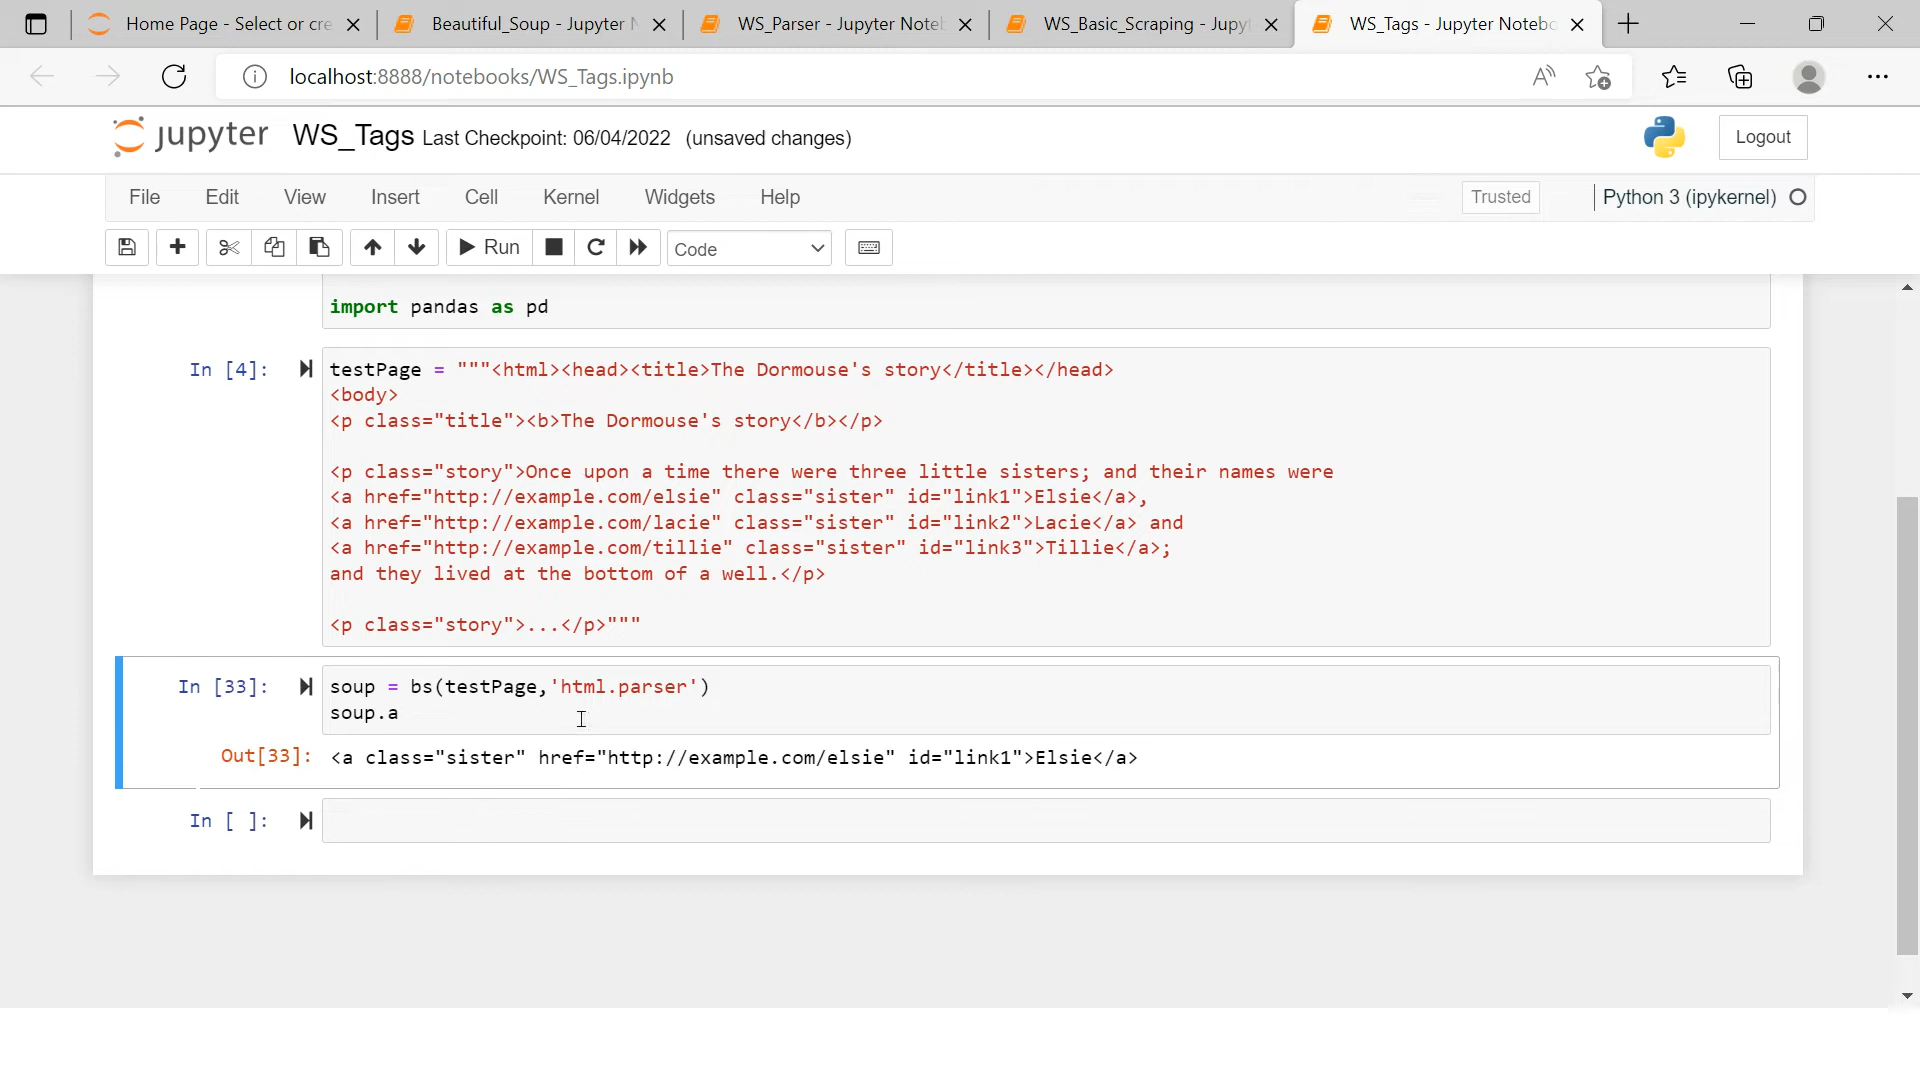 Home Page - Select or cre
Beautiful_Soup - Jupyter N
WS_Parser - Jupyter Noteb
WS_Basic_Scraping - Jupy
WS_Tags - Jupyter Notebo
localhost:8888/notebooks/WS_Tags.ipynb
jupyter WS_Tags Last Checkpoint: 06/04/2022 (unsaved changes)
Logout
File Edit View Insert Cell Kernel Widgets Help
Trusted
Python 3 (ipykernel)
Run
Code
import pandas as pd
In [4]:
testPage = """<html><head><title>The Dormouse's story</title></head>
<body>
<p class="title"><b>The Dormouse's story</b></p>
<p class="story">Once upon a time there were three little sisters; and their names were
<a href="http://example.com/elsie" class="sister" id="link1">Elsie</a>,
<a href="http://example.com/lacie" class="sister" id="link2">Lacie</a> and
<a href="http://example.com/tillie" class="sister" id="link3">Tillie</a>;
and they lived at the bottom of a well.</p>
<p class="story">...</p>"""
In [33]:
soup = bs(testPage,'html.parser')
soup.a
Out[33]:
<a class="sister" href="http://example.com/elsie" id="link1">Elsie</a>
In [ ]: